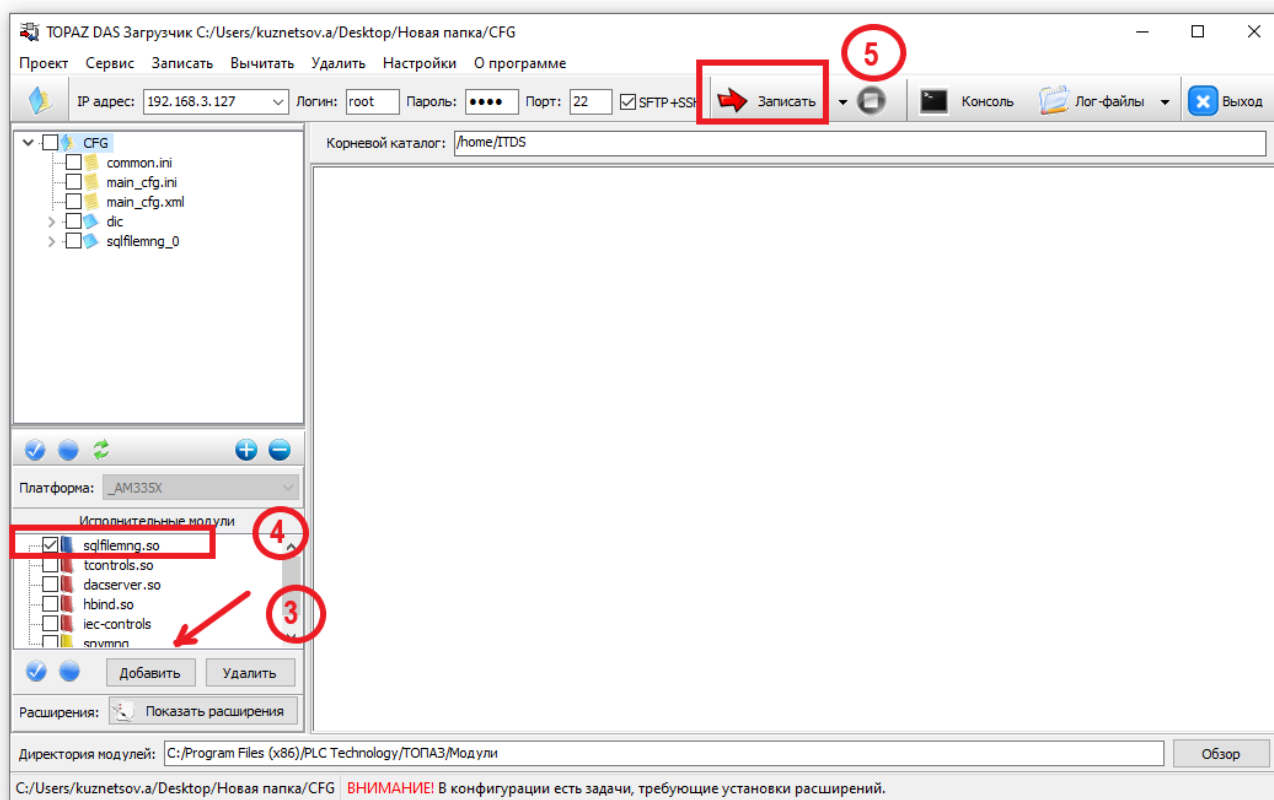 TOPAZ DAS Загрузчик C:/Users/kuznetsov.a/Desktop/Новая папка/CFG
Проект Сервис Записать Вычитать Удалить Настройки О программе
5
IP адрес: 192.168.3.127 Логин: root Пароль: •••• Порт: 22 SFTP+SSH Записать Консоль Лог-файлы Выход
CFG
common.ini
main_cfg.ini
main_cfg.xml
dic
sqlfilemng_0
Корневой каталог: /home/ITDS
Платформа: _AM335X
Исполнительные модули
4
sqlfilemng.so
tcontrols.so
dacserver.so
hbind.so
3
iec-controls
spymng
Добавить Удалить
Расширения: Показать расширения
Директория модулей: C:/Program Files (x86)/PLC Technology/ТОПАЗ/Модули Обзор
C:/Users/kuznetsov.a/Desktop/Новая папка/CFG ВНИМАНИЕ! В конфигурации есть задачи, требующие установки расширений.